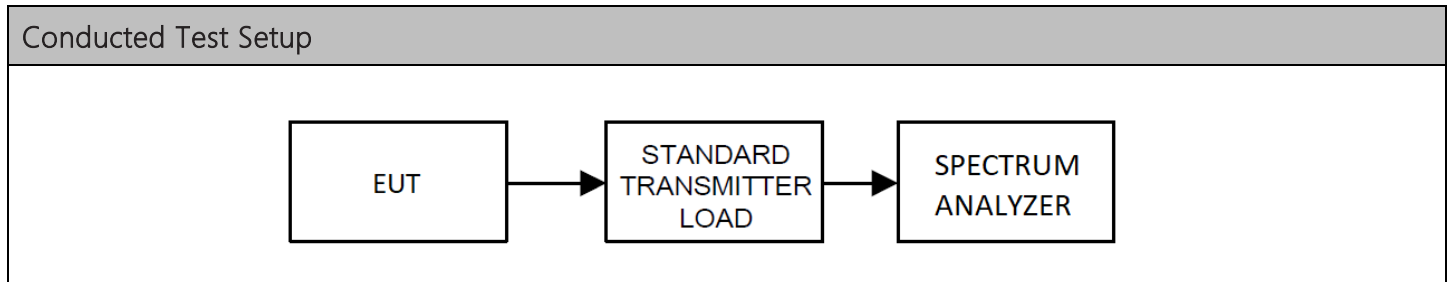 Conducted Test Setup
EUT
STANDARD
TRANSMITTER
LOAD
SPECTRUM
ANALYZER